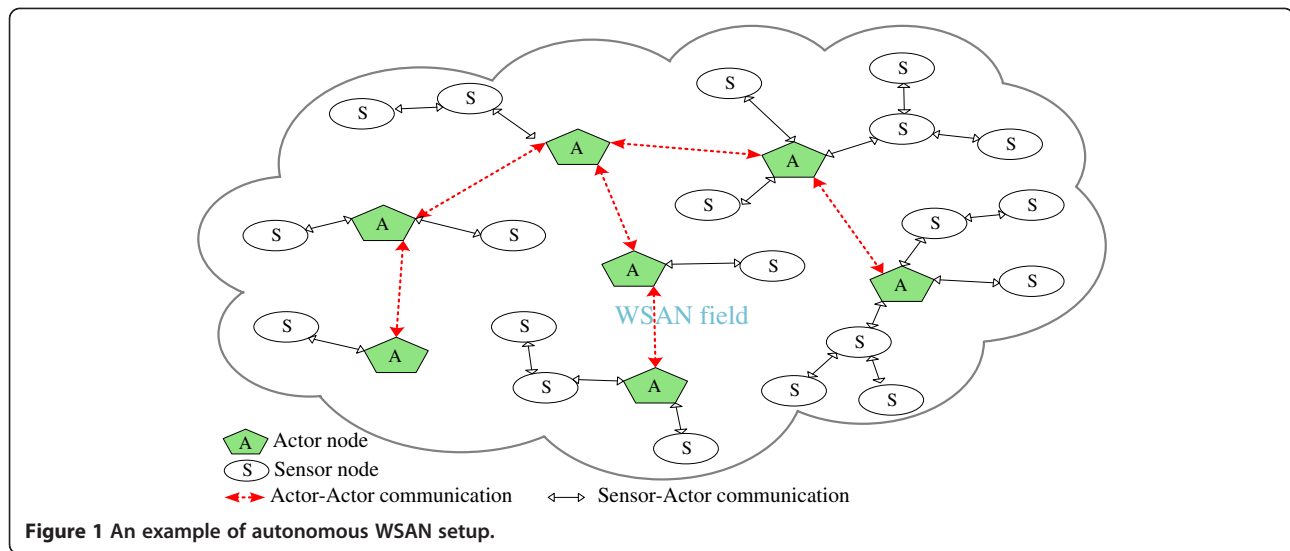 S
S
S
S
S
S
A
A
S
S
S
S
A
S
S
A
S
A
S
WSAN field
S
S
A
S
S
A
S
S
S
A Actor node
S Sensor node
Actor-Actor communication Sensor-Actor communication
Figure 1 An example of autonomous WSAN setup.